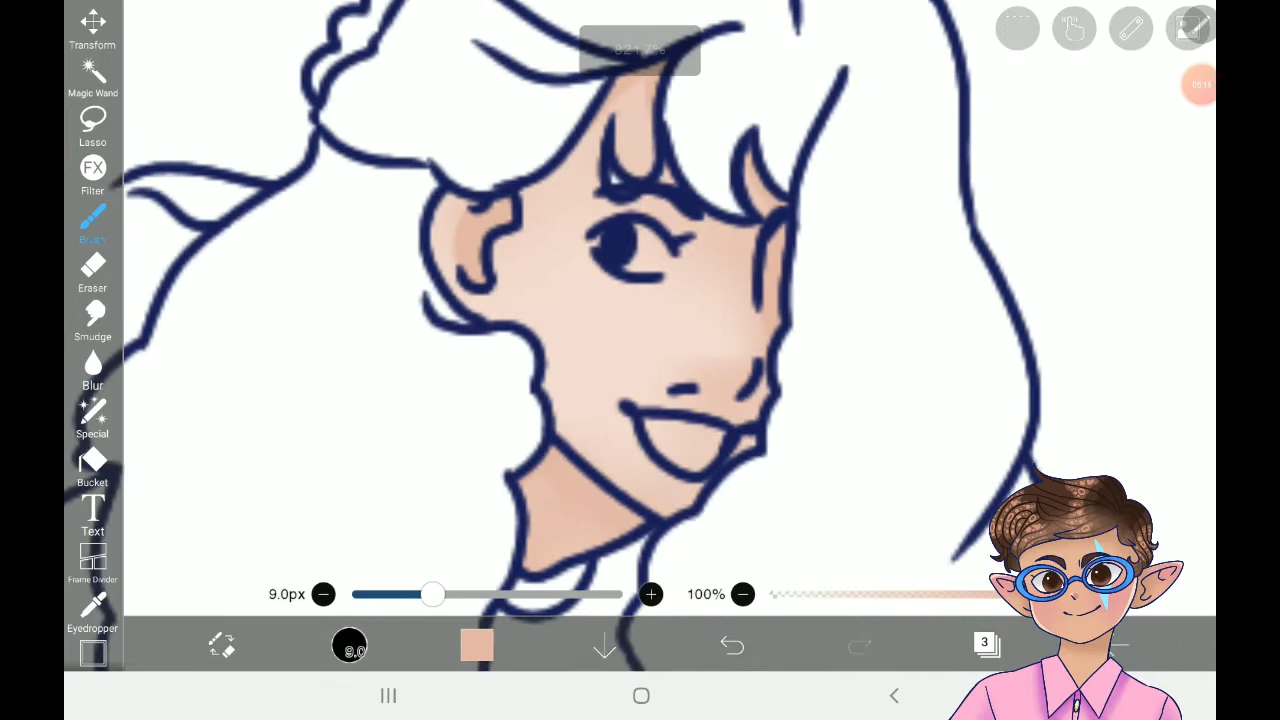 Transform
Magic Wand
Lasso
FX
Filter
Brush
Eraser
Smudge
Blur
Special
Bucket
T
Text
Frame Divider
Eyedropper
9.0px
100%
9.0
3